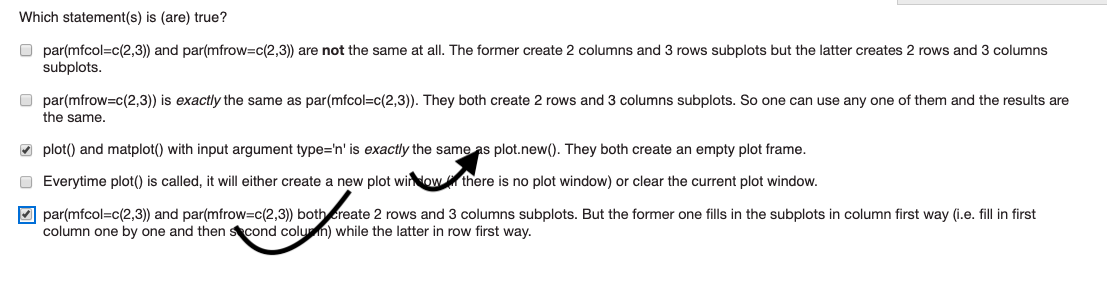 Which statement(s) is (are) true?
par(mfcol=c(2,3)) and par(mfrow=c(2,3)) are not the same at all. The former create 2 columns and 3 rows subplots but the latter creates 2 rows and 3 columns
subplots.
par(mfrow=c(2,3)) is exactly the same as par(mfcol=c(2,3)). They both create 2 rows and 3 columns subplots. So one can use any one of them and the results are
the same.
plot() and matplot() with input argument type='n' is exactly the same as plot.new(). They both create an empty plot frame.
Everytime plot() is called, it will either create a new plot window (if there is no plot window) or clear the current plot window.
par(mfcol=c(2,3)) and par(mfrow=c(2,3)) both create 2 rows and 3 columns subplots. But the former one fills in the subplots in column first way (i.e. fill in first
column one by one and then second column) while the latter in row first way.